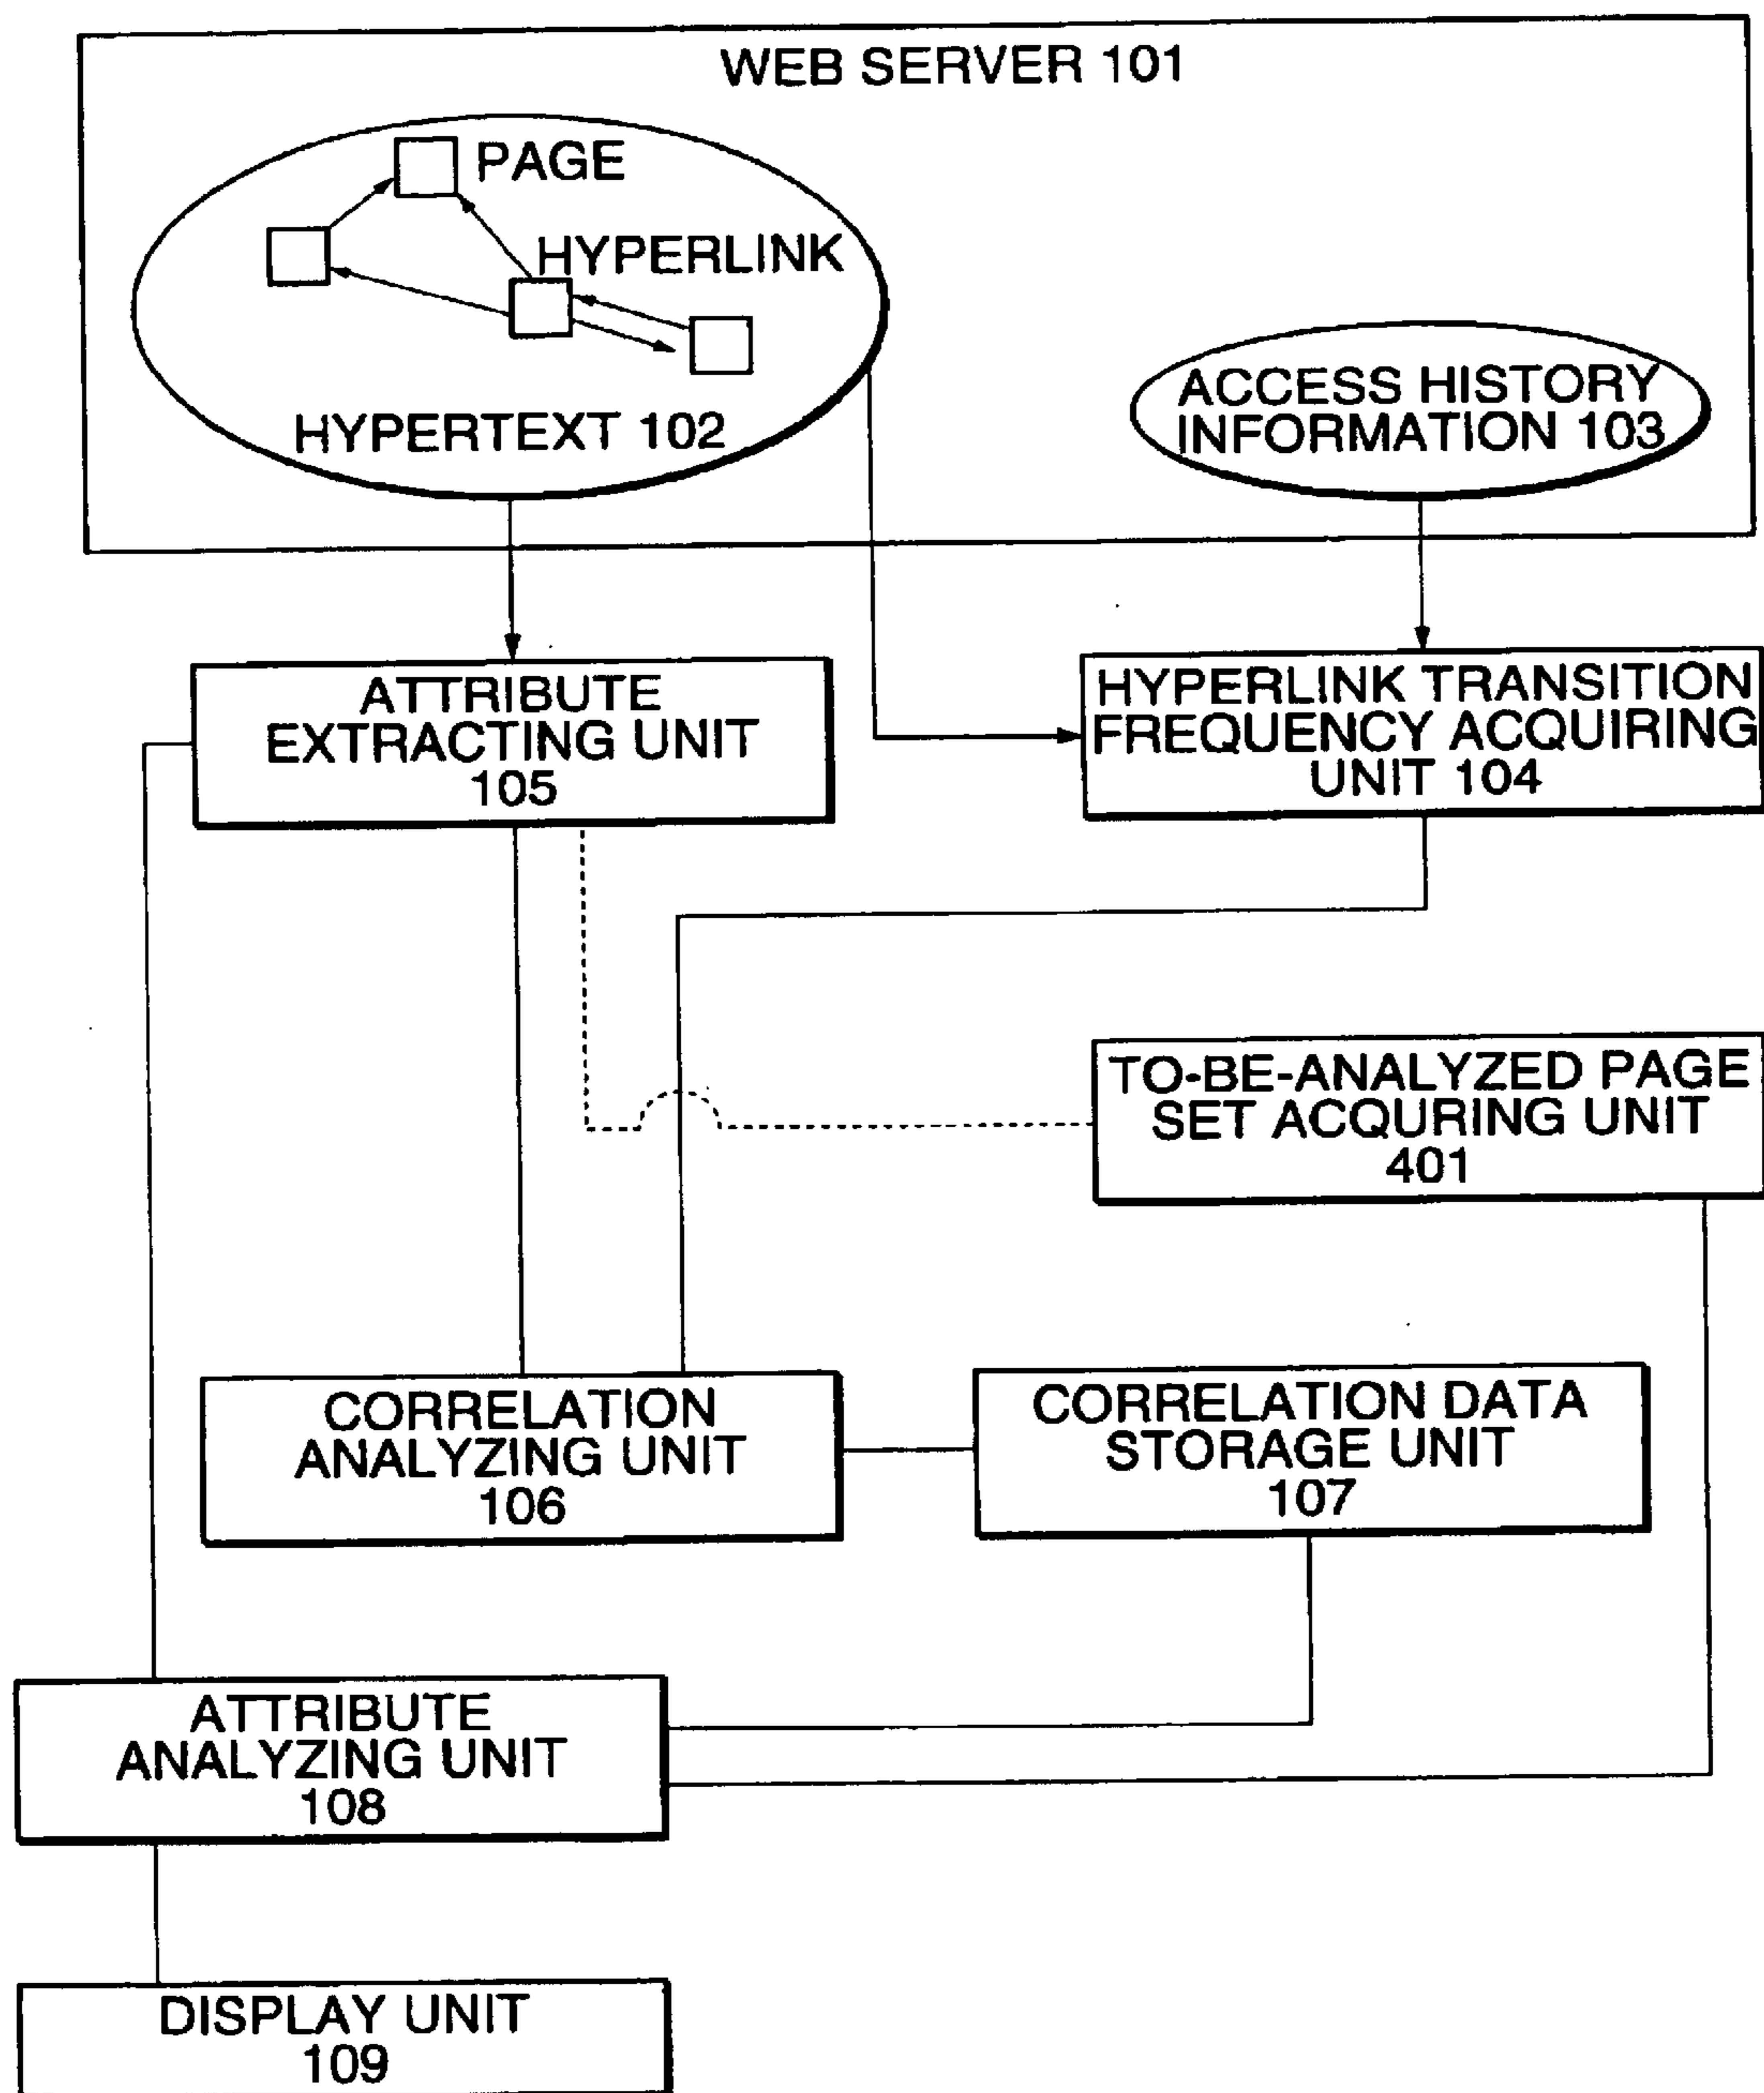 WEB SERVER 101
PAGE
HYPERLINK
HYPERTEXT 102
ACCESS HISTORY
INFORMATION 103
ATTRIBUTE
EXTRACTING UNIT
105
HYPERLINK TRANSITION
FREQUENCY ACQUIRING
UNIT 104
TO-BE-ANALYZED PAGE
SET ACQURING UNIT
401
CORRELATION
ANALYZING UNIT
106
CORRELATION DATA
STORAGE UNIT
107
ATTRIBUTE
ANALYZING UNIT
108
DISPLAY UNIT
109